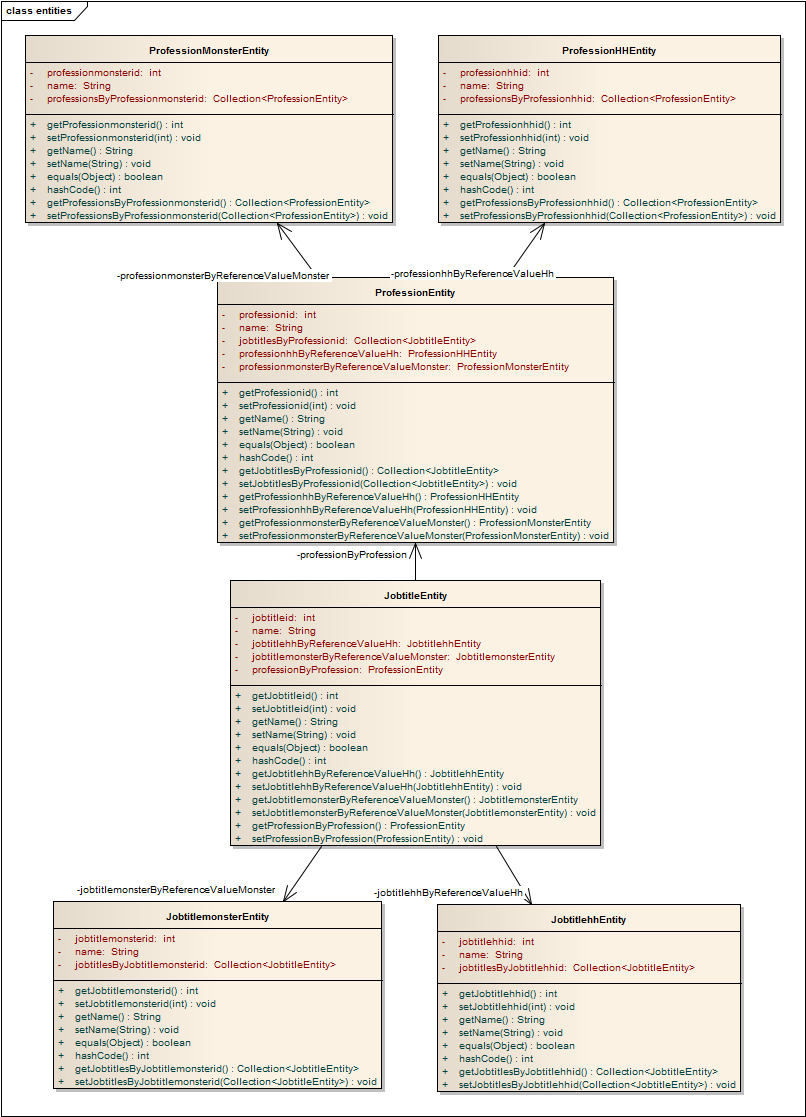 class entities
ProfessionMonsterEntity
- professionmonsterid: int
- name: String
- professionsByProfessionmonsterid: Collection<ProfessionEntity>
+ getProfessionmonsterid() : int
+ setProfessionmonsterid(int) : void
+ getName() : String
+ setName(String) : void
+ equals(Object) : boolean
+ hashCode() : int
+ getProfessionsByProfessionmonsterid() : Collection<ProfessionEntity>
+ setProfessionsByProfessionmonsterid(Collection<ProfessionEntity>) : void
ProfessionHHEntity
- professionhhid: int
- name: String
- professionsByProfessionhhid: Collection<ProfessionEntity>
+ getProfessionhhid() : int
+ setProfessionhhid(int) : void
+ getName() : String
+ setName(String) : void
+ equals(Object) : boolean
+ hashCode() : int
+ getProfessionsByProfessionhhid() : Collection<ProfessionEntity>
+ setProfessionsByProfessionhhid(Collection<ProfessionEntity>) : void
-professionmonsterByReferenceValueMonster
-professionhhByReferenceValueHh
ProfessionEntity
- professionid: int
- name: String
- jobtitlesByProfessionid: Collection<JobtitleEntity>
- professionhhByReferenceValueHh: ProfessionHHEntity
- professionmonsterByReferenceValueMonster: ProfessionMonsterEntity
+ getProfessionid() : int
+ setProfessionid(int) : void
+ getName() : String
+ setName(String) : void
+ equals(Object) : boolean
+ hashCode() : int
+ getJobtitlesByProfessionid() : Collection<JobtitleEntity>
+ setJobtitlesByProfessionid(Collection<JobtitleEntity>) : void
+ getProfessionhhByReferenceValueHh() : ProfessionHHEntity
+ setProfessionhhByReferenceValueHh(ProfessionHHEntity) : void
+ getProfessionmonsterByReferenceValueMonster() : ProfessionMonsterEntity
+ setProfessionmonsterByReferenceValueMonster(ProfessionMonsterEntity) : void
-professionByProfession
JobtitleEntity
- jobtitleid: int
- name: String
- jobtitlehhByReferenceValueHh: JobtitlehhEntity
- jobtitlemonsterByReferenceValueMonster: JobtitlemonsterEntity
- professionByProfession: ProfessionEntity
+ getJobtitleid() : int
+ setJobtitleid(int) : void
+ getName() : String
+ setName(String) : void
+ equals(Object) : boolean
+ hashCode() : int
+ getJobtitlehhByReferenceValueHh() : JobtitlehhEntity
+ setJobtitlehhByReferenceValueHh(JobtitlehhEntity) : void
+ getJobtitlemonsterByReferenceValueMonster() : JobtitlemonsterEntity
+ setJobtitlemonsterByReferenceValueMonster(JobtitlemonsterEntity) : void
+ getProfessionByProfession() : ProfessionEntity
+ setProfessionByProfession(ProfessionEntity) : void
-jobtitlemonsterByReferenceValueMonster
-jobtitlehhByReferenceValueHh
JobtitlemonsterEntity
- jobtitlemonsterid: int
- name: String
- jobtitlesByJobtitlemonsterid: Collection<JobtitleEntity>
+ getJobtitlemonsterid() : int
+ setJobtitlemonsterid(int) : void
+ getName() : String
+ setName(String) : void
+ equals(Object) : boolean
+ hashCode() : int
+ getJobtitlesByJobtitlemonsterid() : Collection<JobtitleEntity>
+ setJobtitlesByJobtitlemonsterid(Collection<JobtitleEntity>) : void
JobtitlehhEntity
- jobtitlehhid: int
- name: String
- jobtitlesByJobtitlehhid: Collection<JobtitleEntity>
+ getJobtitlehhid() : int
+ setJobtitlehhid(int) : void
+ getName() : String
+ setName(String) : void
+ equals(Object) : boolean
+ hashCode() : int
+ getJobtitlesByJobtitlehhid() : Collection<JobtitleEntity>
+ setJobtitlesByJobtitlehhid(Collection<JobtitleEntity>) : void